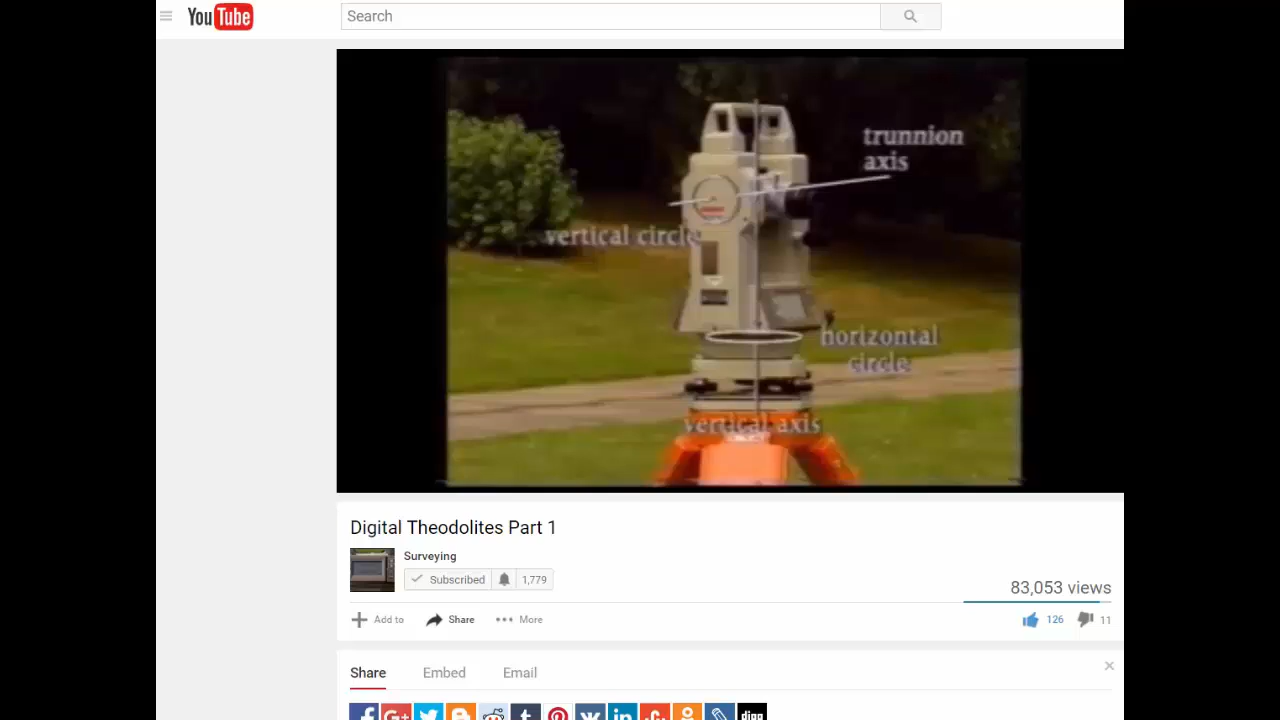 YouTube
Search
trunnion
axis
vertical circle
horizontal
circle
vertical axis
Digital Theodolites Part 1
Surveying
Subscribed 1,779
83,053 views
Add to Share More 126 11
Share Embed Email
digg